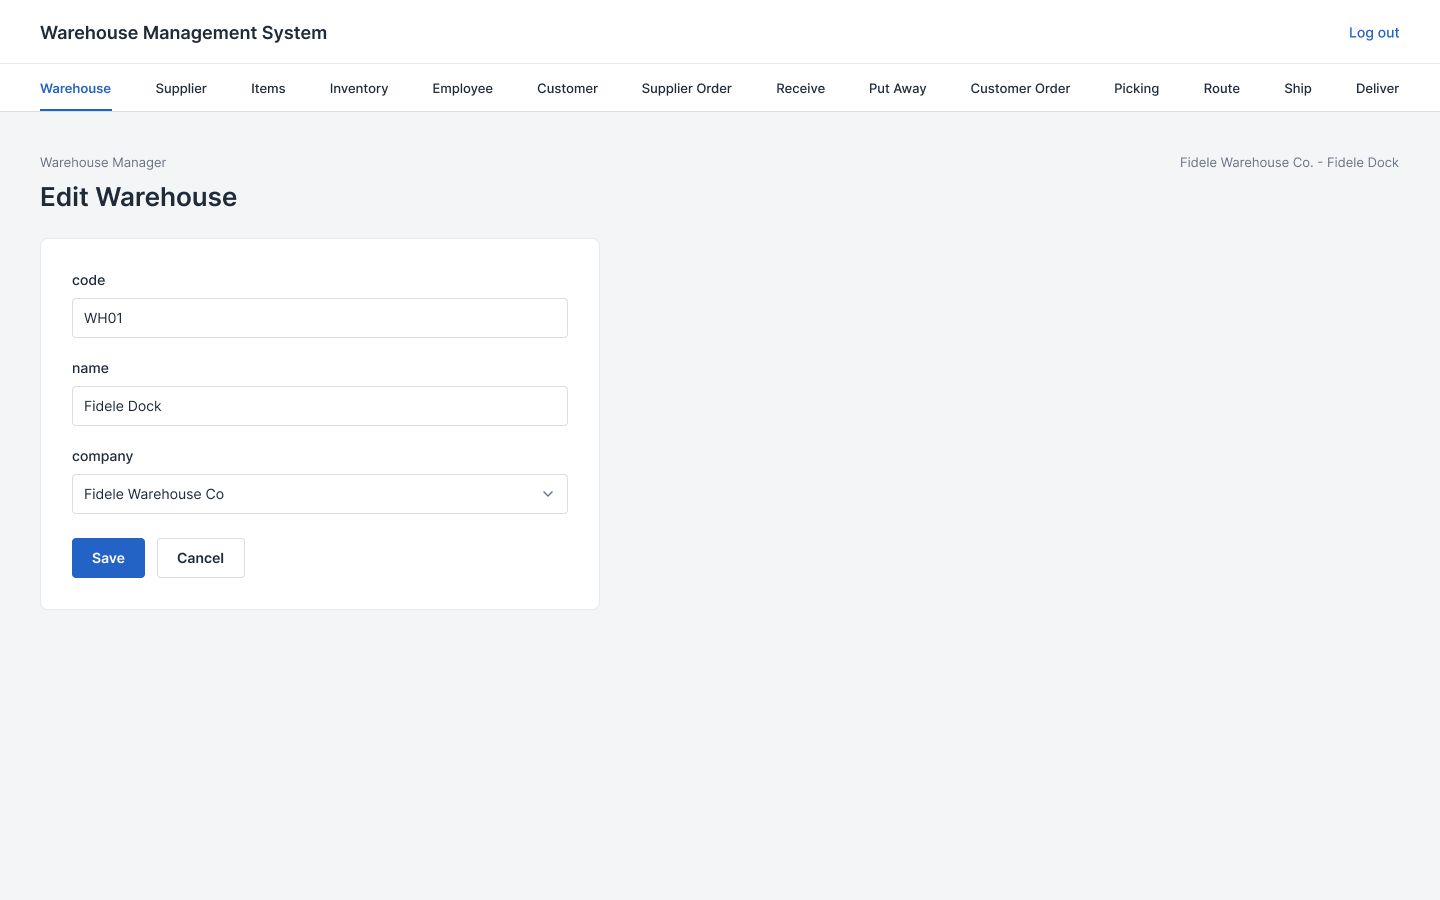 Warehouse Management System
Log out
Warehouse Supplier Items Inventory Employee Customer Supplier Order Receive Put Away Customer Order Picking Route Ship Deliver
Warehouse Manager
Fidele Warehouse Co. - Fidele Dock
Edit Warehouse
code
WH01
name
Fidele Dock
company
Fidele Warehouse Co
Save Cancel